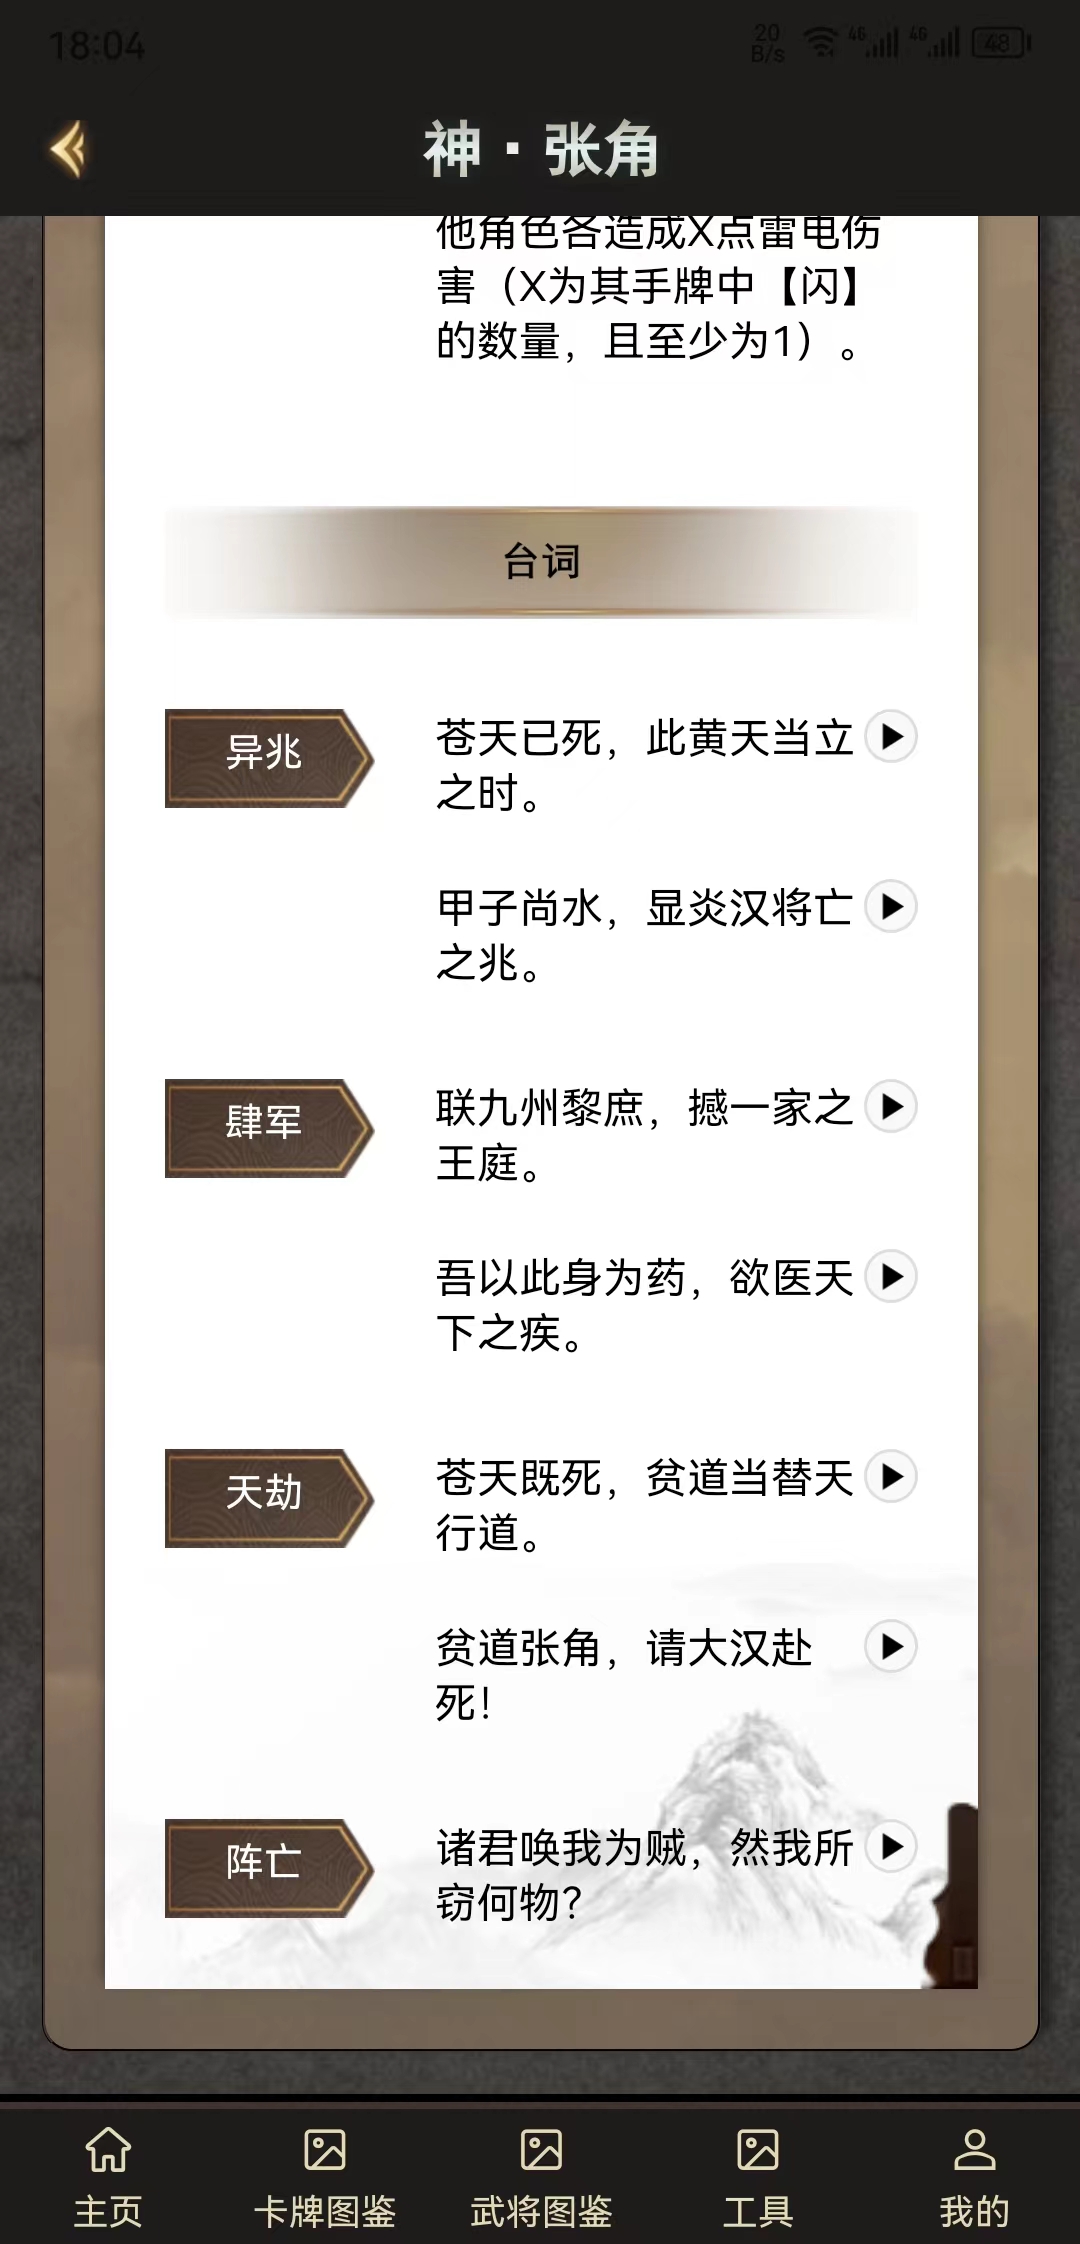 18:04
20 B/s 4G 4G 48
神·张角
他角色各造成X点雷电伤
害（X为其手牌中【闪】
的数量，且至少为1）。
台词
异兆
苍天已死，此黄天当立
之时。
甲子尚水，显炎汉将亡
之兆。
肆军
联九州黎庶，撼一家之
王庭。
吾以此身为药，欲医天
下之疾。
天劫
苍天既死，贫道当替天
行道。
贫道张角，请大汉赴
死！
阵亡
诸君唤我为贼，然我所
窃何物？
主页 卡牌图鉴 武将图鉴 工具 我的